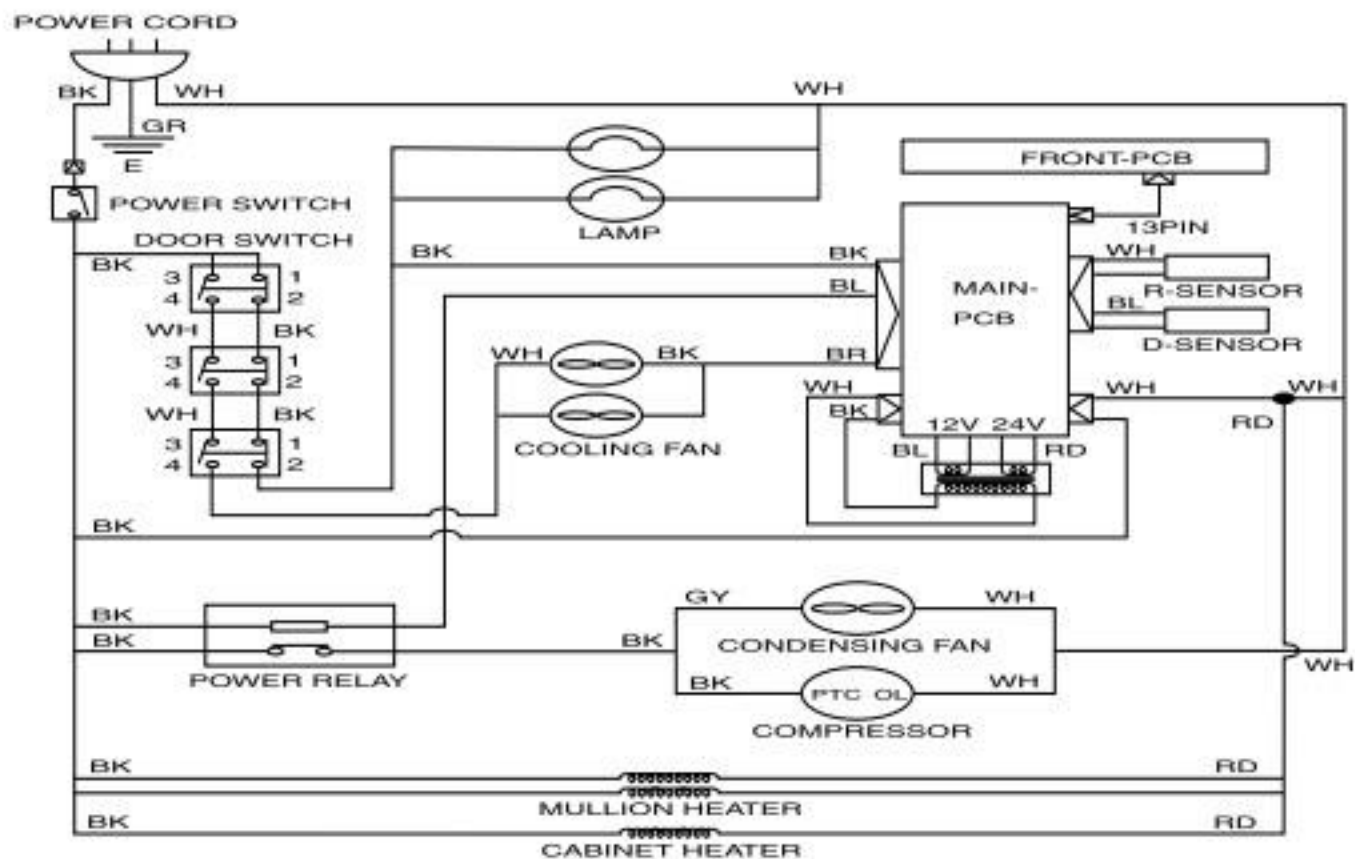 POWER CORD
BK WH WH
GR
E
FRONT-PCB
POWER SWITCH
LAMP
13PIN
DOOR SWITCH
BK BK BK WH
3 1
4 2
BL MAIN-PCB R-SENSOR
BL
WH BK
D-SENSOR
3 1
4 2
WH BK BR
WH WH WH
BK RD
WH BK
12V 24V
3 1
4 2
COOLING FAN
BL RD
BK
GY WH
BK
BK BK
CONDENSING FAN
WH
POWER RELAY
BK PTC OL WH
COMPRESSOR
BK RD
MULLION HEATER
BK RD
CABINET HEATER